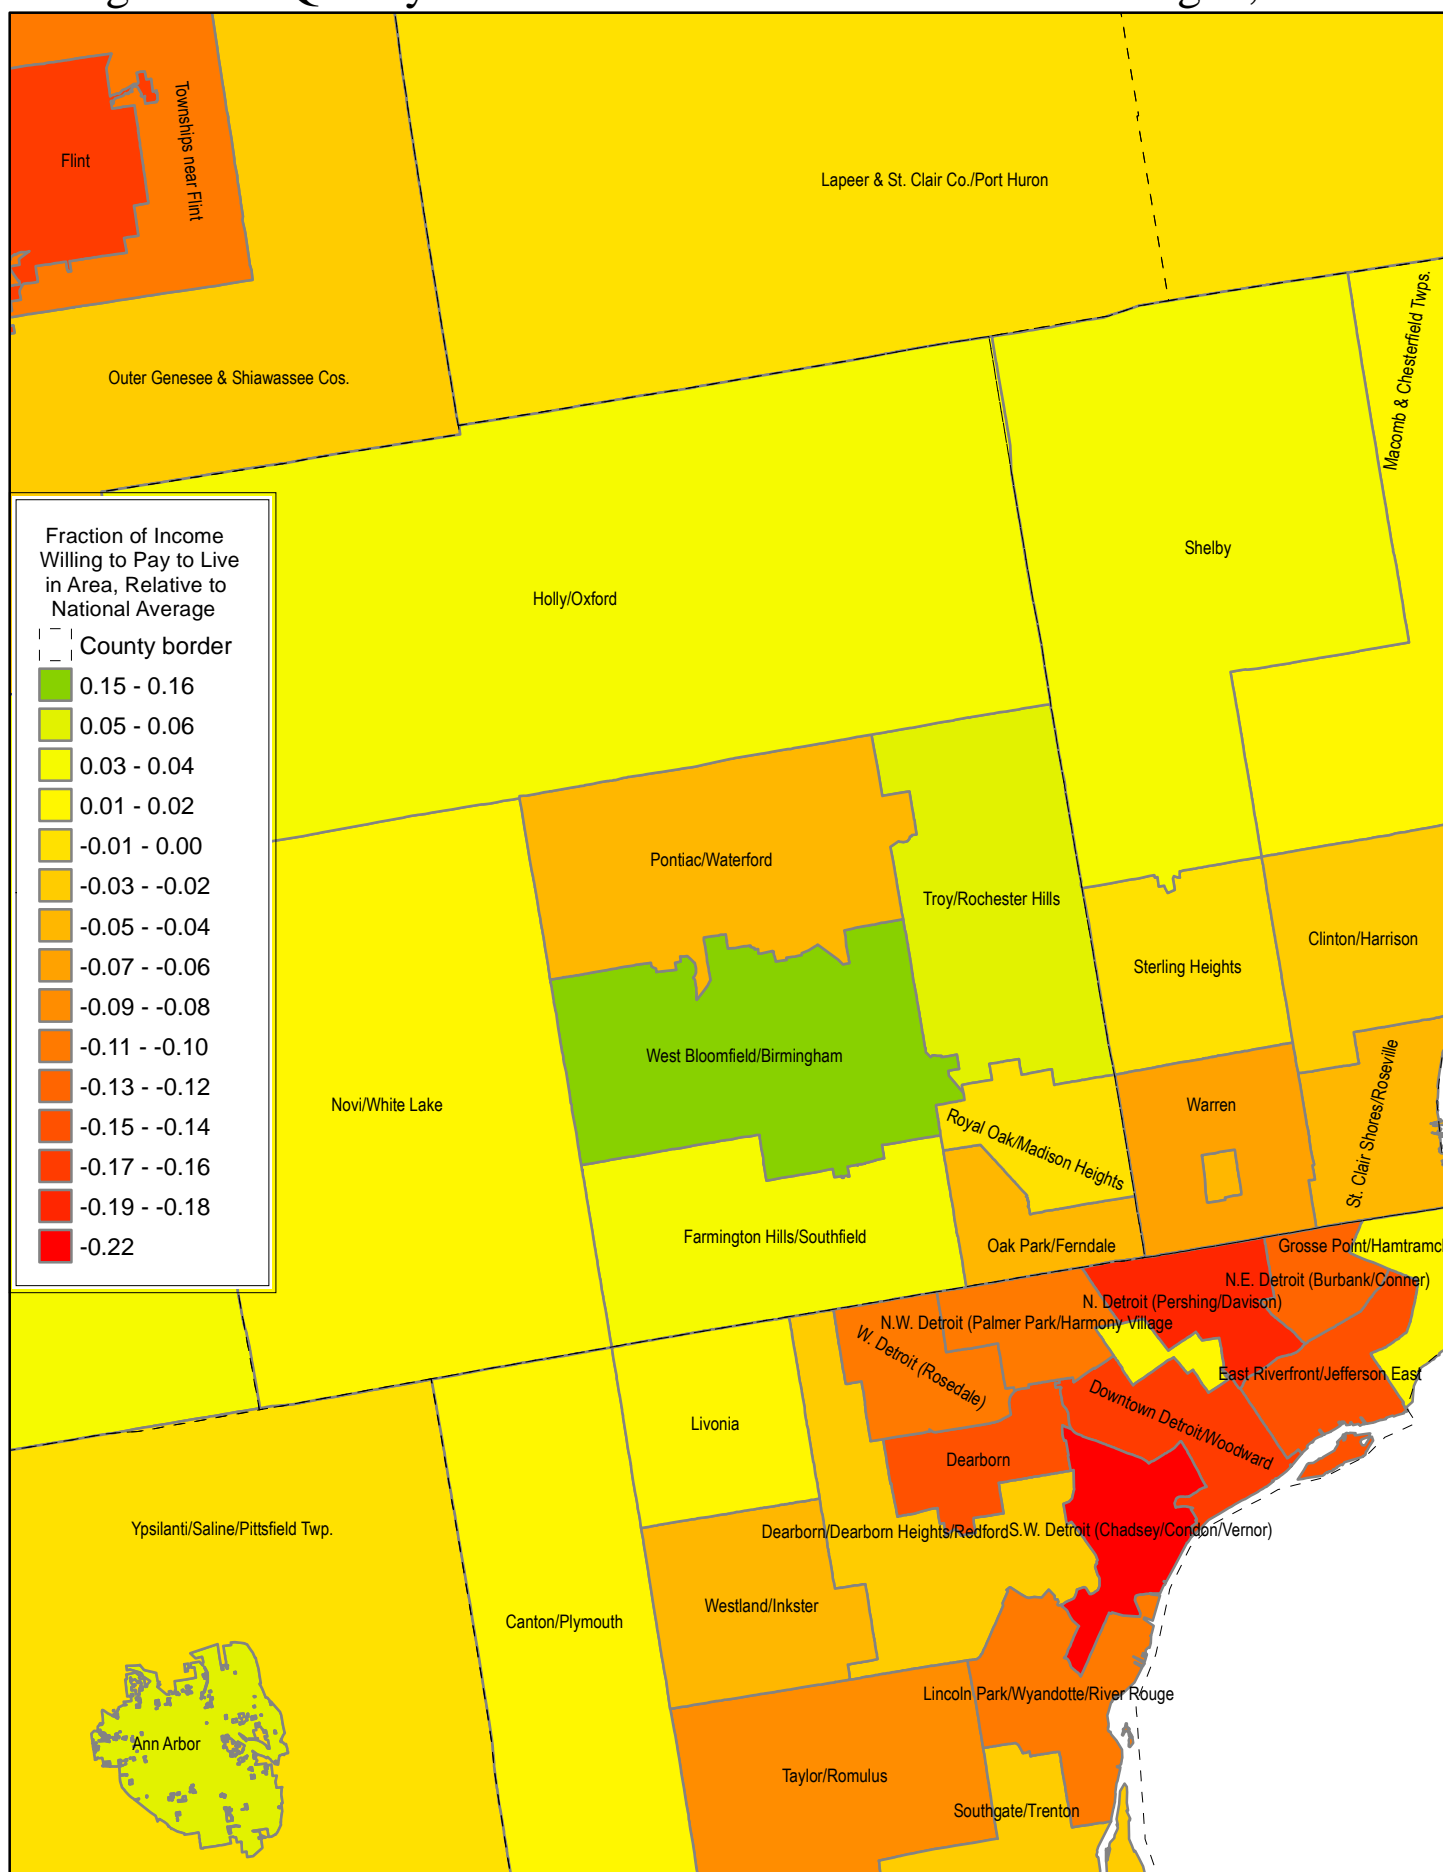 Flint
Townships near Flint
Lapeer & St. Clair Co./Port Huron
Outer Genesee & Shiawassee Cos.
Macomb & Chesterfield Twps.
Shelby
Holly/Oxford
Fraction of Income
Willing to Pay to Live
in Area, Relative to
National Average
County border
0.15 - 0.16
0.05 - 0.06
0.03 - 0.04
0.01 - 0.02
-0.01 - 0.00
-0.03 - -0.02
-0.05 - -0.04
-0.07 - -0.06
-0.09 - -0.08
-0.11 - -0.10
-0.13 - -0.12
-0.15 - -0.14
-0.17 - -0.16
-0.19 - -0.18
-0.22
Pontiac/Waterford
Troy/Rochester Hills
Clinton/Harrison
Sterling Heights
West Bloomfield/Birmingham
Novi/White Lake
Warren
Royal Oak/Madison Heights
St. Clair Shores/Roseville
Farmington Hills/Southfield
Oak Park/Ferndale
Grosse Point/Hamtramc
N.E. Detroit (Burbank/Conner)
N. Detroit (Pershing/Davison)
N.W. Detroit (Palmer Park/Harmony Village
W. Detroit (Rosedale)
East Riverfront/Jefferson East
Downtown Detroit/Woodward
Livonia
Dearborn
Ypsilanti/Saline/Pittsfield Twp.
Dearborn/Dearborn Heights/Redford
S.W. Detroit (Chadsey/Condon/Vernor)
Westland/Inkster
Canton/Plymouth
Lincoln Park/Wyandotte/River Rouge
Ann Arbor
Taylor/Romulus
Southgate/Trenton